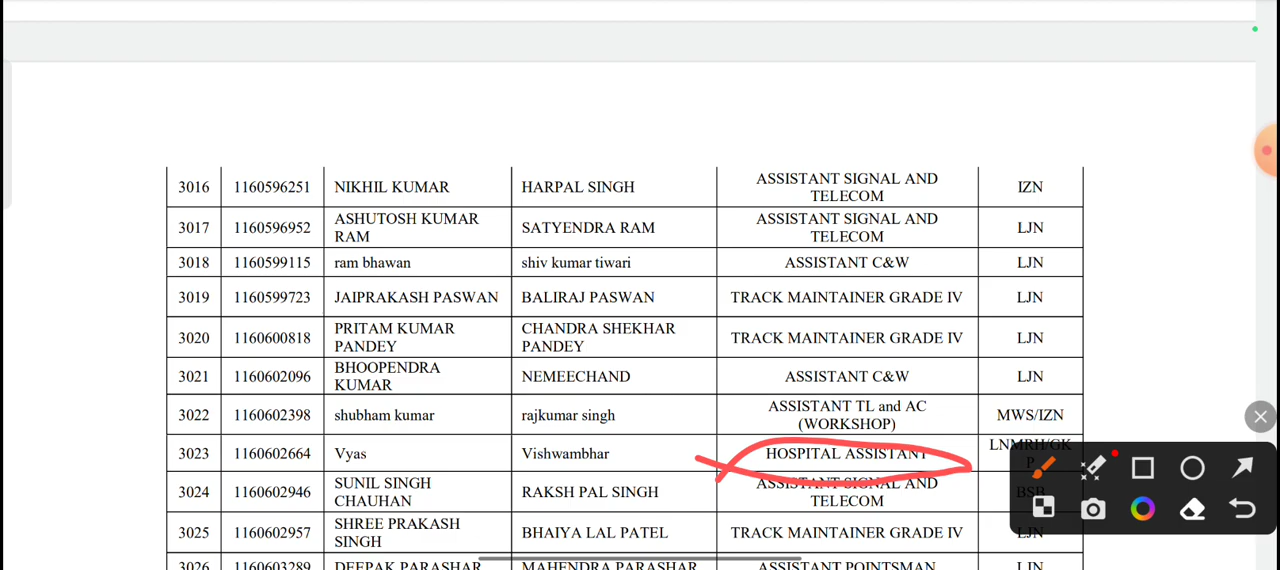 3016 1160596251 NIKHIL KUMAR HARPAL SINGH ASSISTANT SIGNAL AND TELECOM IZN
3017 1160596952 ASHUTOSH KUMAR RAM SATYENDRA RAM ASSISTANT SIGNAL AND TELECOM LJN
3018 1160599115 ram bhawan shiv kumar tiwari ASSISTANT C&W LJN
3019 1160599723 JAIPRAKASH PASWAN BALIRAJ PASWAN TRACK MAINTAINER GRADE IV LJN
3020 1160600818 PRITAM KUMAR PANDEY CHANDRA SHEKHAR PANDEY TRACK MAINTAINER GRADE IV LJN
3021 1160602096 BHOOPENDRA KUMAR NEMEECHAND ASSISTANT C&W LJN
3022 1160602398 shubham kumar rajkumar singh ASSISTANT TL and AC (WORKSHOP) MWS/IZN
3023 1160602664 Vyas Vishwambhar HOSPITAL ASSISTANT LNMRH/GKP
3024 1160602946 SUNIL SINGH CHAUHAN RAKSH PAL SINGH ASSISTANT SIGNAL AND TELECOM BSB
3025 1160602957 SHREE PRAKASH SINGH BHAIYA LAL PATEL TRACK MAINTAINER GRADE IV LJN
3026 1160603289 DEEPAK PARASHAR MAHENDRA PARASHAR ASSISTANT POINTSMAN LJN